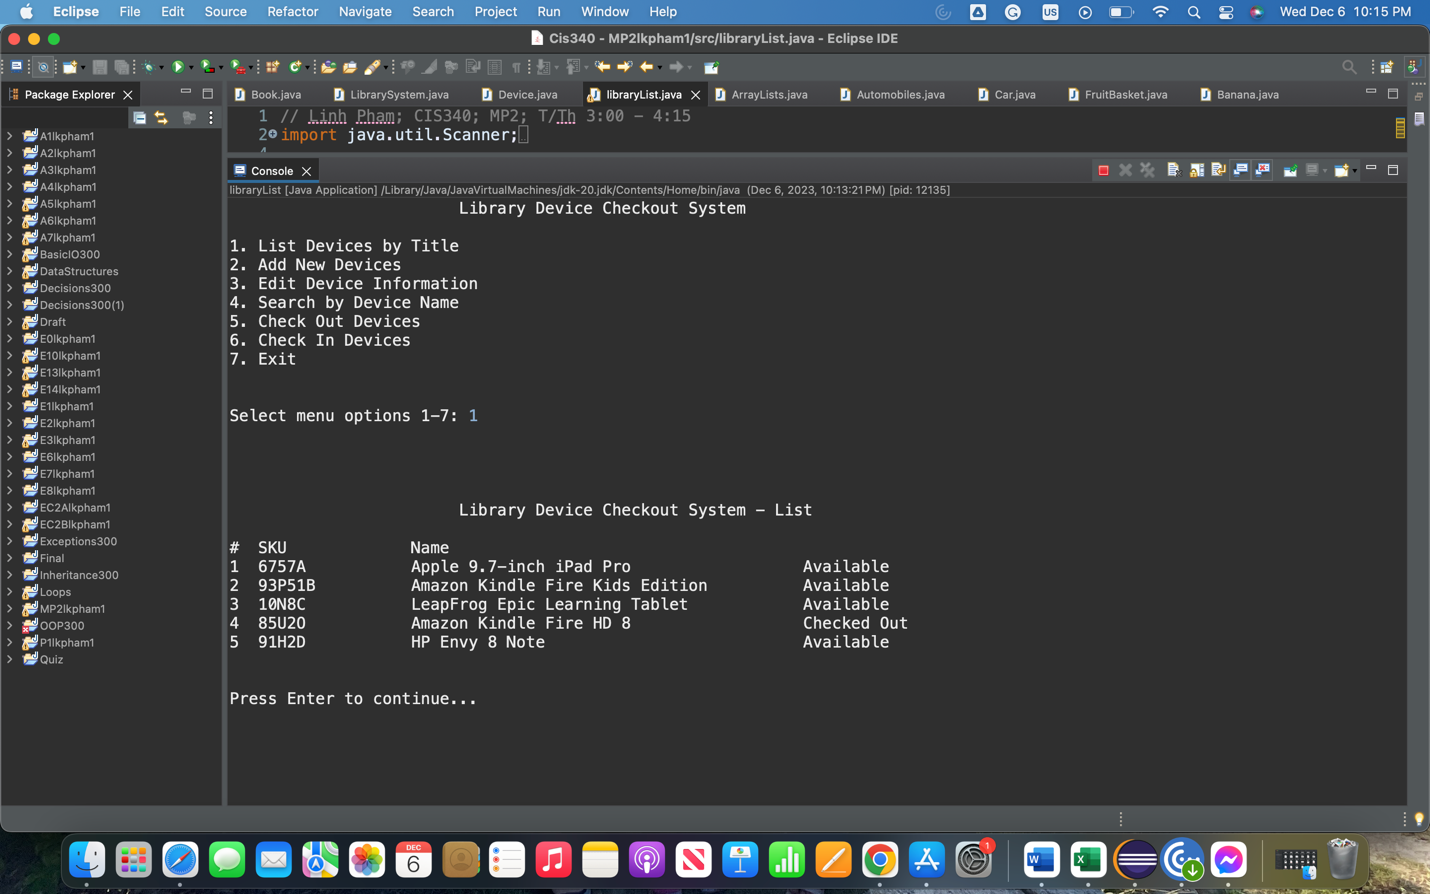 Eclipse File Edit Source Refactor Navigate Search Project Run Window Help US Wed Dec 6 10:15 PM
Cis340 - MP2lkpham1/src/libraryList.java - Eclipse IDE
Package Explorer
Book.java LibrarySystem.java Device.java libraryList.java ArrayLists.java Automobiles.java Car.java FruitBasket.java Banana.java
1 // Linh Pham; CIS340; MP2; T/Th 3:00 - 4:15
2 import java.util.Scanner;
A1lkpham1
A2lkpham1
A3lkpham1
A4lkpham1
A5lkpham1
A6lkpham1
A7lkpham1
BasicIO300
DataStructures
Decisions300
Decisions300(1)
Draft
E0lkpham1
E10lkpham1
E13lkpham1
E14lkpham1
E1lkpham1
E2lkpham1
E3lkpham1
E6lkpham1
E7lkpham1
E8lkpham1
EC2Alkpham1
EC2Blkpham1
Exceptions300
Final
Inheritance300
Loops
MP2lkpham1
OOP300
P1lkpham1
Quiz
Console
libraryList [Java Application] /Library/Java/JavaVirtualMachines/jdk-20.jdk/Contents/Home/bin/java (Dec 6, 2023, 10:13:21 PM) [pid: 12135]
Library Device Checkout System
1. List Devices by Title
2. Add New Devices
3. Edit Device Information
4. Search by Device Name
5. Check Out Devices
6. Check In Devices
7. Exit
Select menu options 1-7: 1
Library Device Checkout System - List
# SKU Name
1 6757A Apple 9.7-inch iPad Pro Available
2 93P51B Amazon Kindle Fire Kids Edition Available
3 10N8C LeapFrog Epic Learning Tablet Available
4 85U2O Amazon Kindle Fire HD 8 Checked Out
5 91H2D HP Envy 8 Note Available
Press Enter to continue...
DEC
6
1